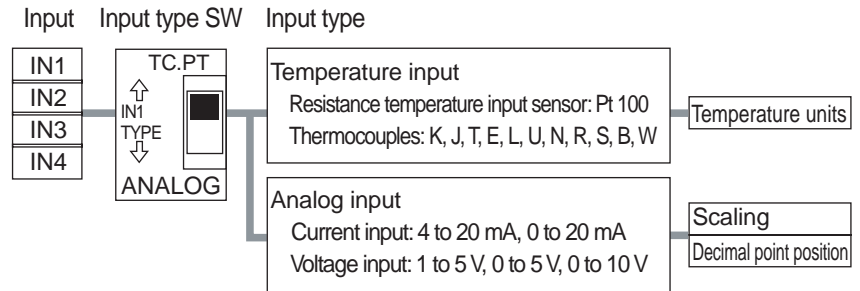 Input Input type SW Input type
IN1
IN2
IN3
IN4
TC.PT
IN1
TYPE
ANALOG
Temperature input
Resistance temperature input sensor: Pt 100
Thermocouples: K, J, T, E, L, U, N, R, S, B, W
Temperature units
Analog input
Current input: 4 to 20 mA, 0 to 20 mA
Voltage input: 1 to 5 V, 0 to 5 V, 0 to 10 V
Scaling
Decimal point position